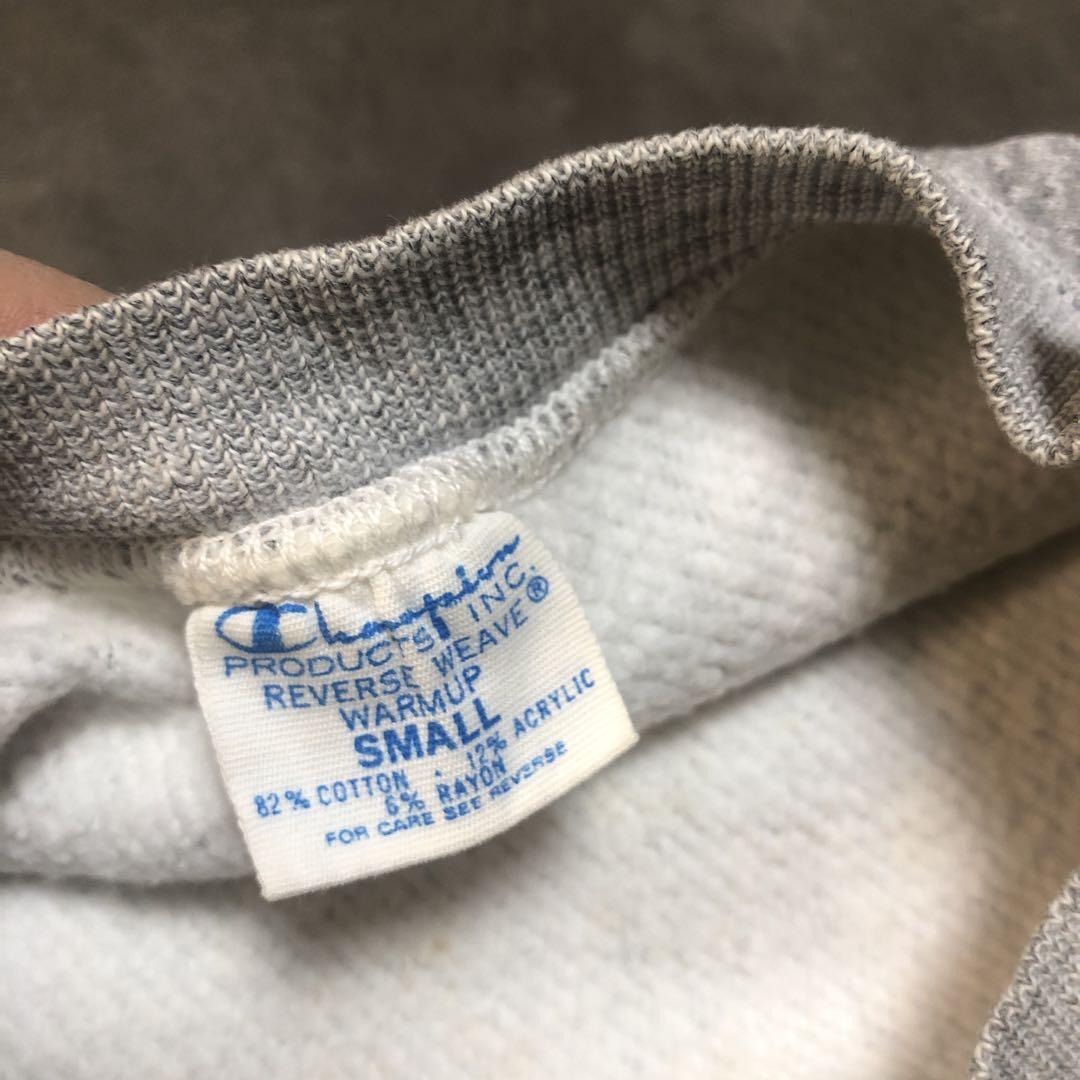 Champion
PRODUCTS, INC.
REVERSE WEAVE®
WARMUP
SMALL
82% COTTON . 12% ACRYLIC
6% RAYON
FOR CARE SEE REVERSE